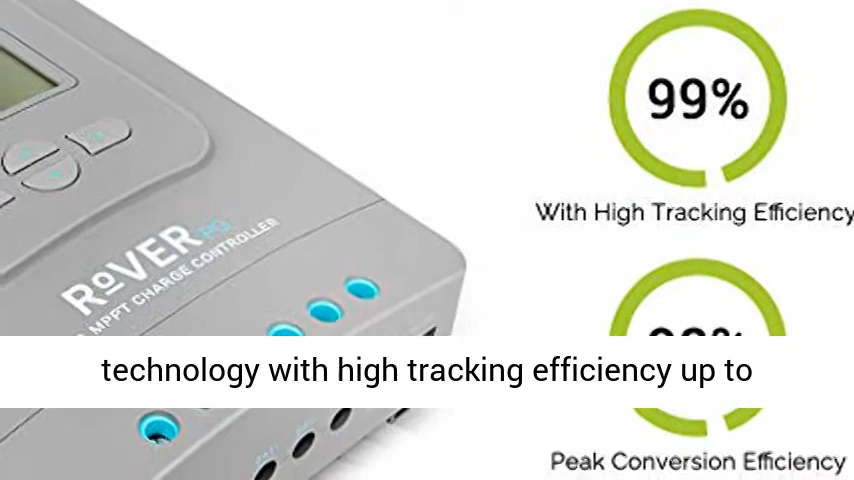 99%
With High Tracking Efficiency
RoVER PG
MPPT CHARGE CONTROLLER
technology with high tracking efficiency up to
Peak Conversion Efficiency